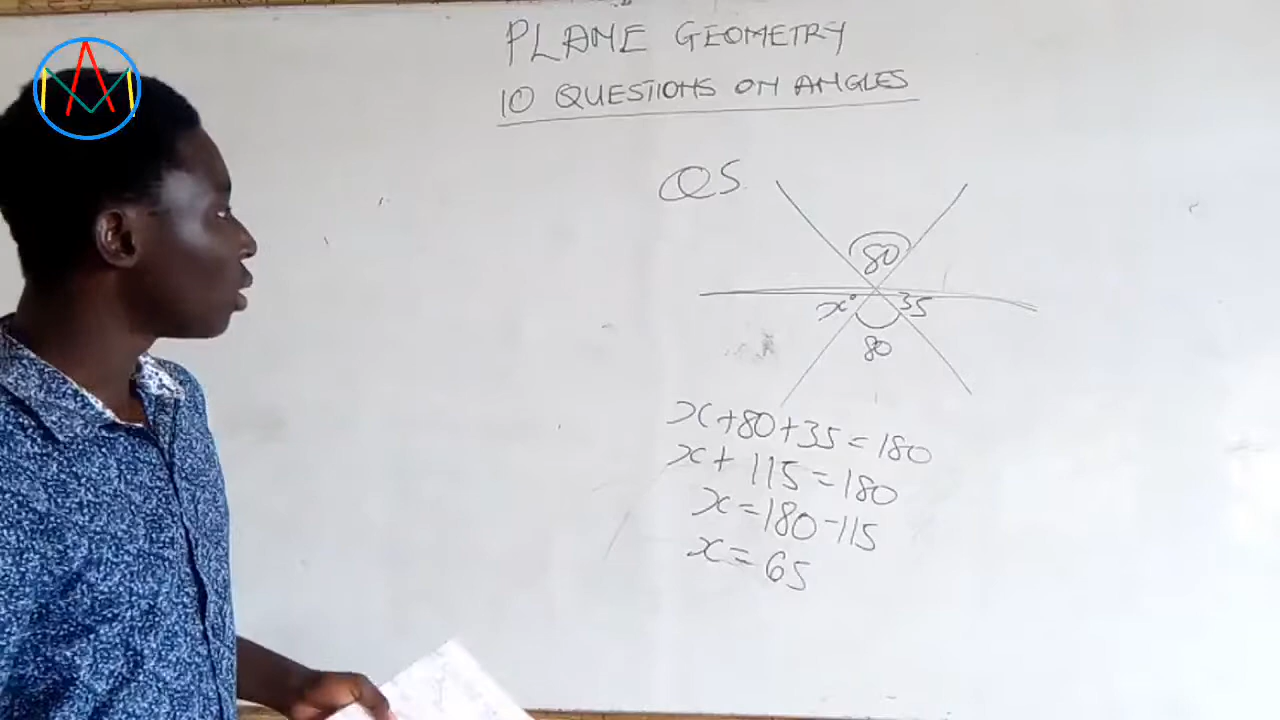 PLANE GEOMETRY
10 QUESTIONS ON ANGLES
Q5.
80
x° 35
80
x+80+35=180
x+115=180
x=180-115
x=65